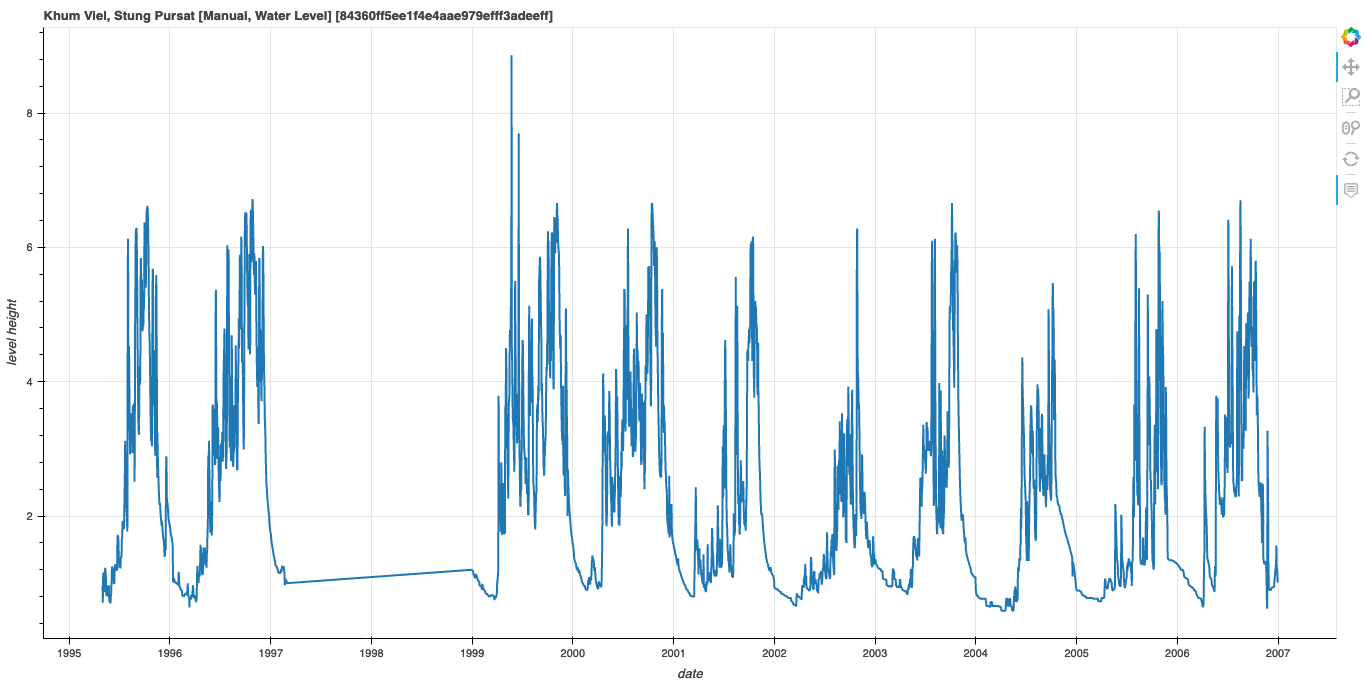 Khum Viel, Stung Pursat [Manual, Water Level] [84360ff5ee1f4e4aae979efff3adeeff]
8
6
4
2
level height
1995 1996 1997 1998 1999 2000 2001 2002 2003 2004 2005 2006 2007
date